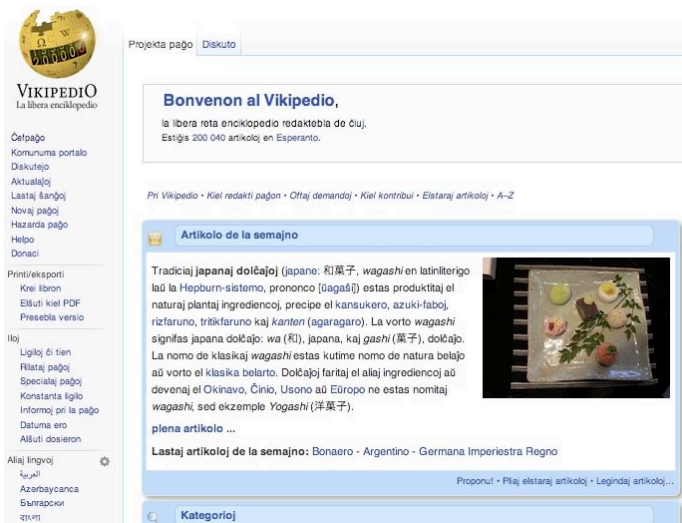 200000
VIKIPEDIO
La libera enciklopedio
Ĉefpaĝo
Komunuma portalo
Diskutejo
Aktualaĵoj
Lastaj ŝanĝoj
Novaj paĝoj
Hazarda paĝo
Helpo
Donaci
Printi/eksporti
Krei libron
Elŝuti kiel PDF
Presebla versio
Iloj
Ligiloj ĉi tien
Rilataj paĝoj
Specialaj paĝoj
Konstanta ligilo
Informoj pri la paĝo
Datuma ero
Alŝuti dosieron
Aliaj lingvoj
العربية
Azərbaycanca
Български
বাংলা
Projekta paĝo Diskuto
Bonvenon al Vikipedio,
la libera reta enciklopedio redaktebla de ĉiuj.
Estiĝis 200 040 artikoloj en Esperanto.
Pri Vikipedio • Kiel redakti paĝon • Oftaj demandoj • Kiel kontribui • Elstaraj artikoloj • A–Z
Artikolo de la semajno
Tradiciaj japanaj dolĉaĵoj (japane: 和菓子, wagashi en latinliterigo
laŭ la Hepburn-sistemo, prononco [ŭagaŝi]) estas produktitaj el
naturaj plantaj ingrediencoj, precipe el kansukero, azuki-faboj,
rizfaruno, tritikfaruno kaj kanten (agaragaro). La vorto wagashi
signifas japana dolĉaĵo: wa (和), japana, kaj gashi (菓子), dolĉaĵo.
La nomo de klasikaj wagashi estas kutime nomo de natura belaĵo
aŭ vorto el klasika belarto. Dolĉaĵoj faritaj el aliaj ingrediencoj aŭ
devenaj el Okinavo, Ĉinio, Usono aŭ Eŭropo ne estas nomitaj
wagashi, sed ekzemple Yogashi (洋菓子).
plena artikolo ...
Lastaj artikoloj de la semajno: Bonaero - Argentino - Germana Imperiestra Regno
Proponu! • Pliaj elstaraj artikoloj • Legindaj artikoloj...
Kategorioj